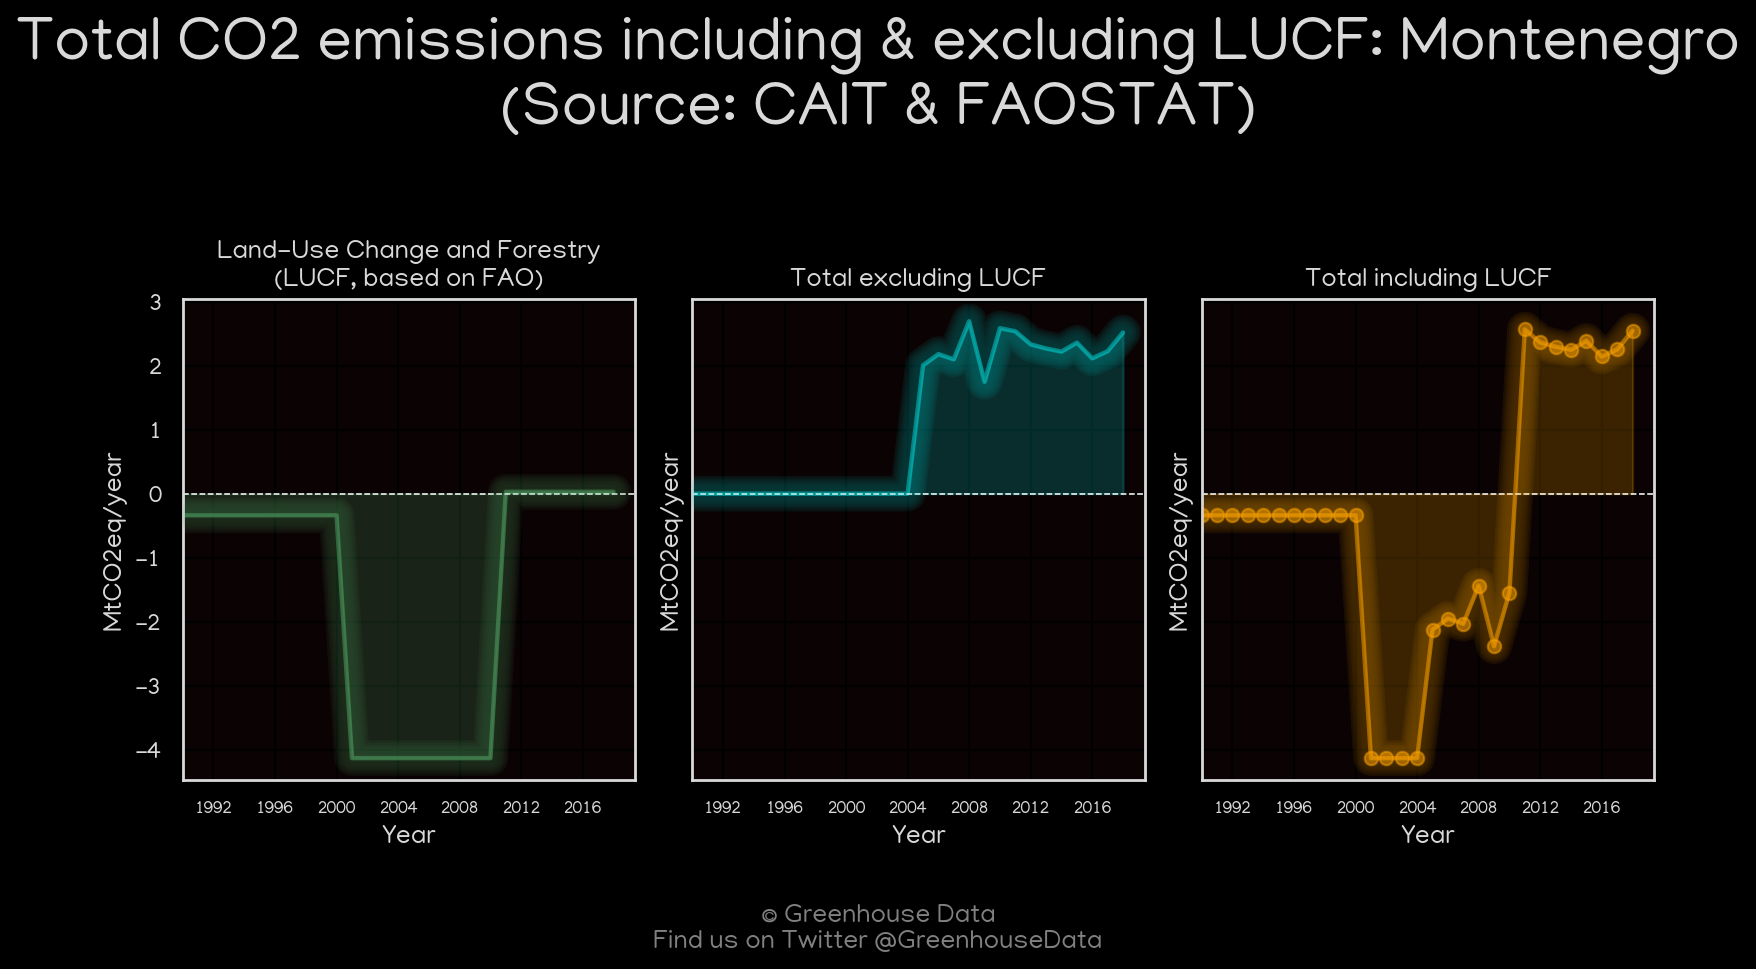 Total CO2 emissions including & excluding LUCF: Montenegro
(Source: CAIT & FAOSTAT)
Land-Use Change and Forestry
(LUCF, based on FAO)
Total excluding LUCF
Total including LUCF
3
2
1
0
-1
-2
-3
-4
MtCO2eq/year
MtCO2eq/year
MtCO2eq/year
1992 1996 2000 2004 2008 2012 2016
1992 1996 2000 2004 2008 2012 2016
1992 1996 2000 2004 2008 2012 2016
Year
Year
Year
© Greenhouse Data
Find us on Twitter @GreenhouseData